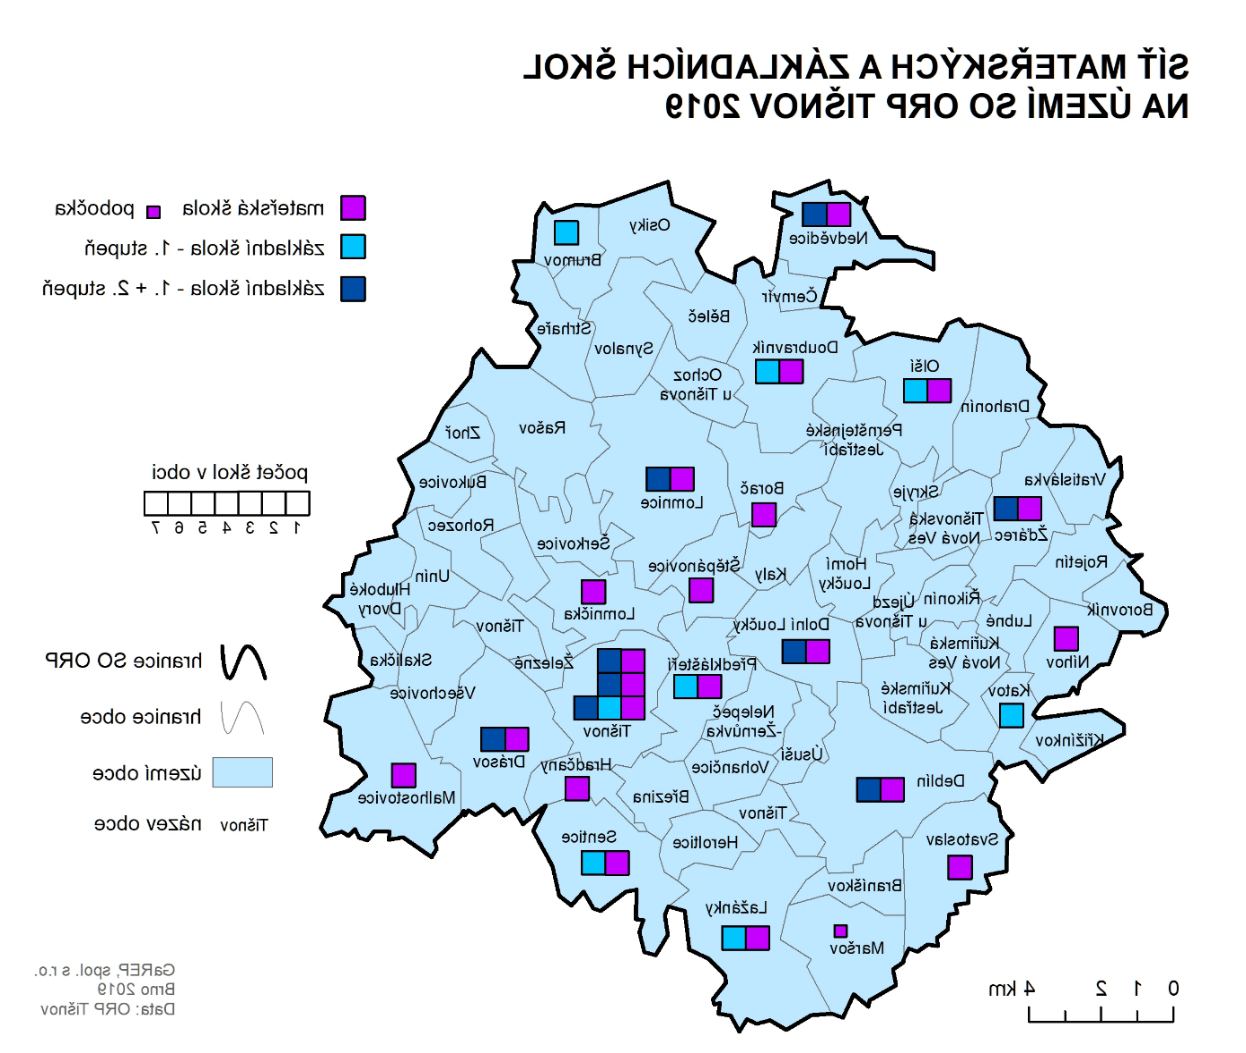 SÍŤ MATEŘSKÝCH A ZÁKLADNÍCH ŠKOL
NA ÚZEMÍ SO ORP TIŠNOV 2019
mateřská škola pobočka
základní škola - 1. stupeň
základní škola - 1. + 2. stupeň
počet škol v obci
1 2 3 4 5 6 7
hranice SO ORP
hranice obce
území obce
Tišnov název obce
Nedvědice
Osiky
Brumov
Černvír
Běleč
Strhaře
Synalov
Doubravník
Olší
Ochoz
u Tišnova
Drahonín
Pernštejnské
Jestřabí
Rašov
Zhoř
Bukovice
Rohozec
Lomnice
Borač
Skryje
Vratislávka
Tišnovská
Nová Ves
Žďárec
Šerkovice
Štěpánovice
Kaly
Horní
Loučky
Rojetín
Unín
Hluboké
Dvory
Lomnička
Újezd
u Tišnova
Řikonín
Borovník
Lubné
Tišnov
Dolní Loučky
Kuřimská
Nová Ves
Níhov
Skalička
Železné
Předklášteří
Katov
Všechovice
Kuřimské
Jestřabí
Nelepeč
-Žernůvka
Tišnov
Křižínkov
Drásov
Hradčany
Vohančice
Úsuší
Deblín
Malhostovice
Březina
Tišnov
Sentice
Heroltice
Svatoslav
Braníškov
Lažánky
Maršov
0 1 2 4 km
GaREP, spol. s r.o.
Brno 2019
Data: ORP Tišnov